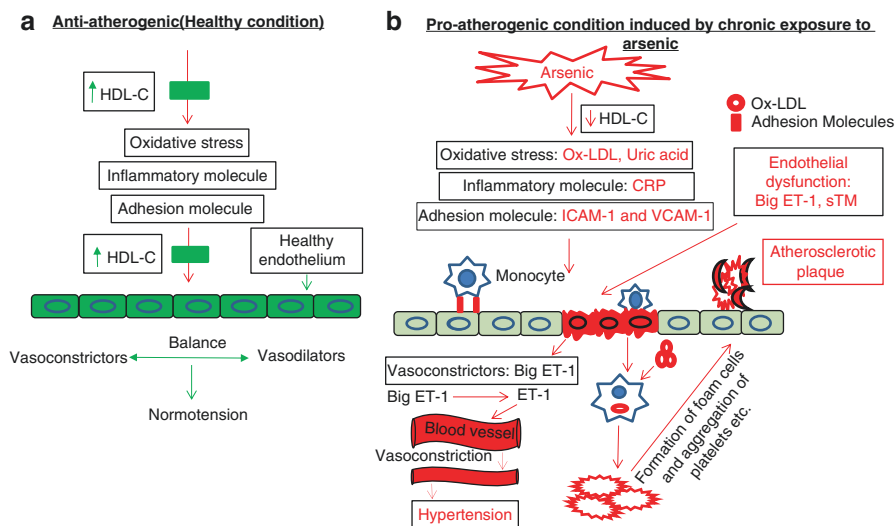 a
Anti-atherogenic(Healthy condition)
HDL-C
Oxidative stress
Inflammatory molecule
Adhesion molecule
HDL-C
Healthy
endothelium
Balance
Vasoconstrictors
Vasodilators
Normotension
b
Pro-atherogenic condition induced by chronic exposure to
arsenic
Arsenic
HDL-C
Ox-LDL
Adhesion Molecules
Oxidative stress: Ox-LDL, Uric acid
Inflammatory molecule: CRP
Adhesion molecule: ICAM-1 and VCAM-1
Endothelial
dysfunction:
Big ET-1, sTM
Monocyte
Atherosclerotic
plaque
Vasoconstrictors: Big ET-1
Big ET-1
ET-1
Blood vessel
Vasoconstriction
Hypertension
Formation of foam cells
and aggregation of
platelets etc.